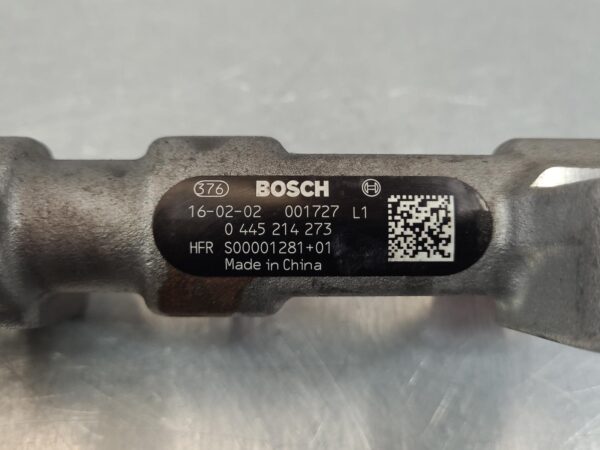 376 BOSCH
16-02-02 001727 L1
0 445 214 273
HFR S00001281+01
Made in China